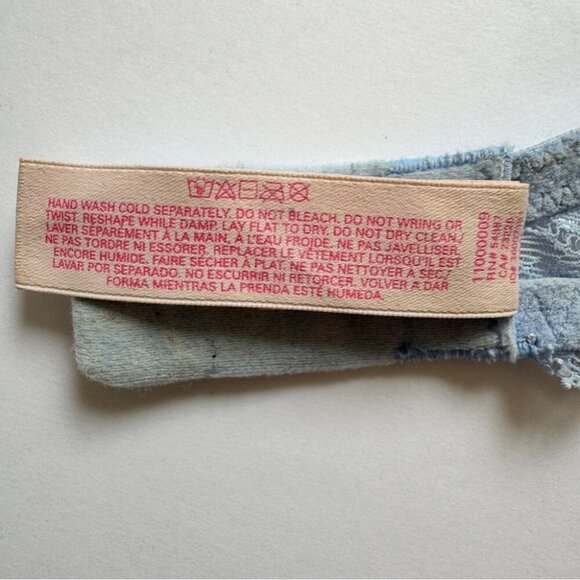 HAND WASH COLD SEPARATELY. DO NOT BLEACH. DO NOT WRING OR
TWIST. RESHAPE WHILE DAMP. LAY FLAT TO DRY. DO NOT DRY CLEAN./
LAVER SÉPARÉMENT À LA MAIN, À L'EAU FROIDE. NE PAS JAVELLISER.
NE PAS TORDRE NI ESSORER. REPLACER LE VÊTEMENT LORSQU'IL EST
ENCORE HUMIDE. FAIRE SÉCHER À PLAT. NE PAS NETTOYER A SEC/
LAVAR POR SEPARADO. NO ESCURRIR NI RETORCER. VOLVER A DAR
FORMA MIENTRAS LA PRENDA ESTÉ HÚMEDA.
11000009
RN# 54867
CA#